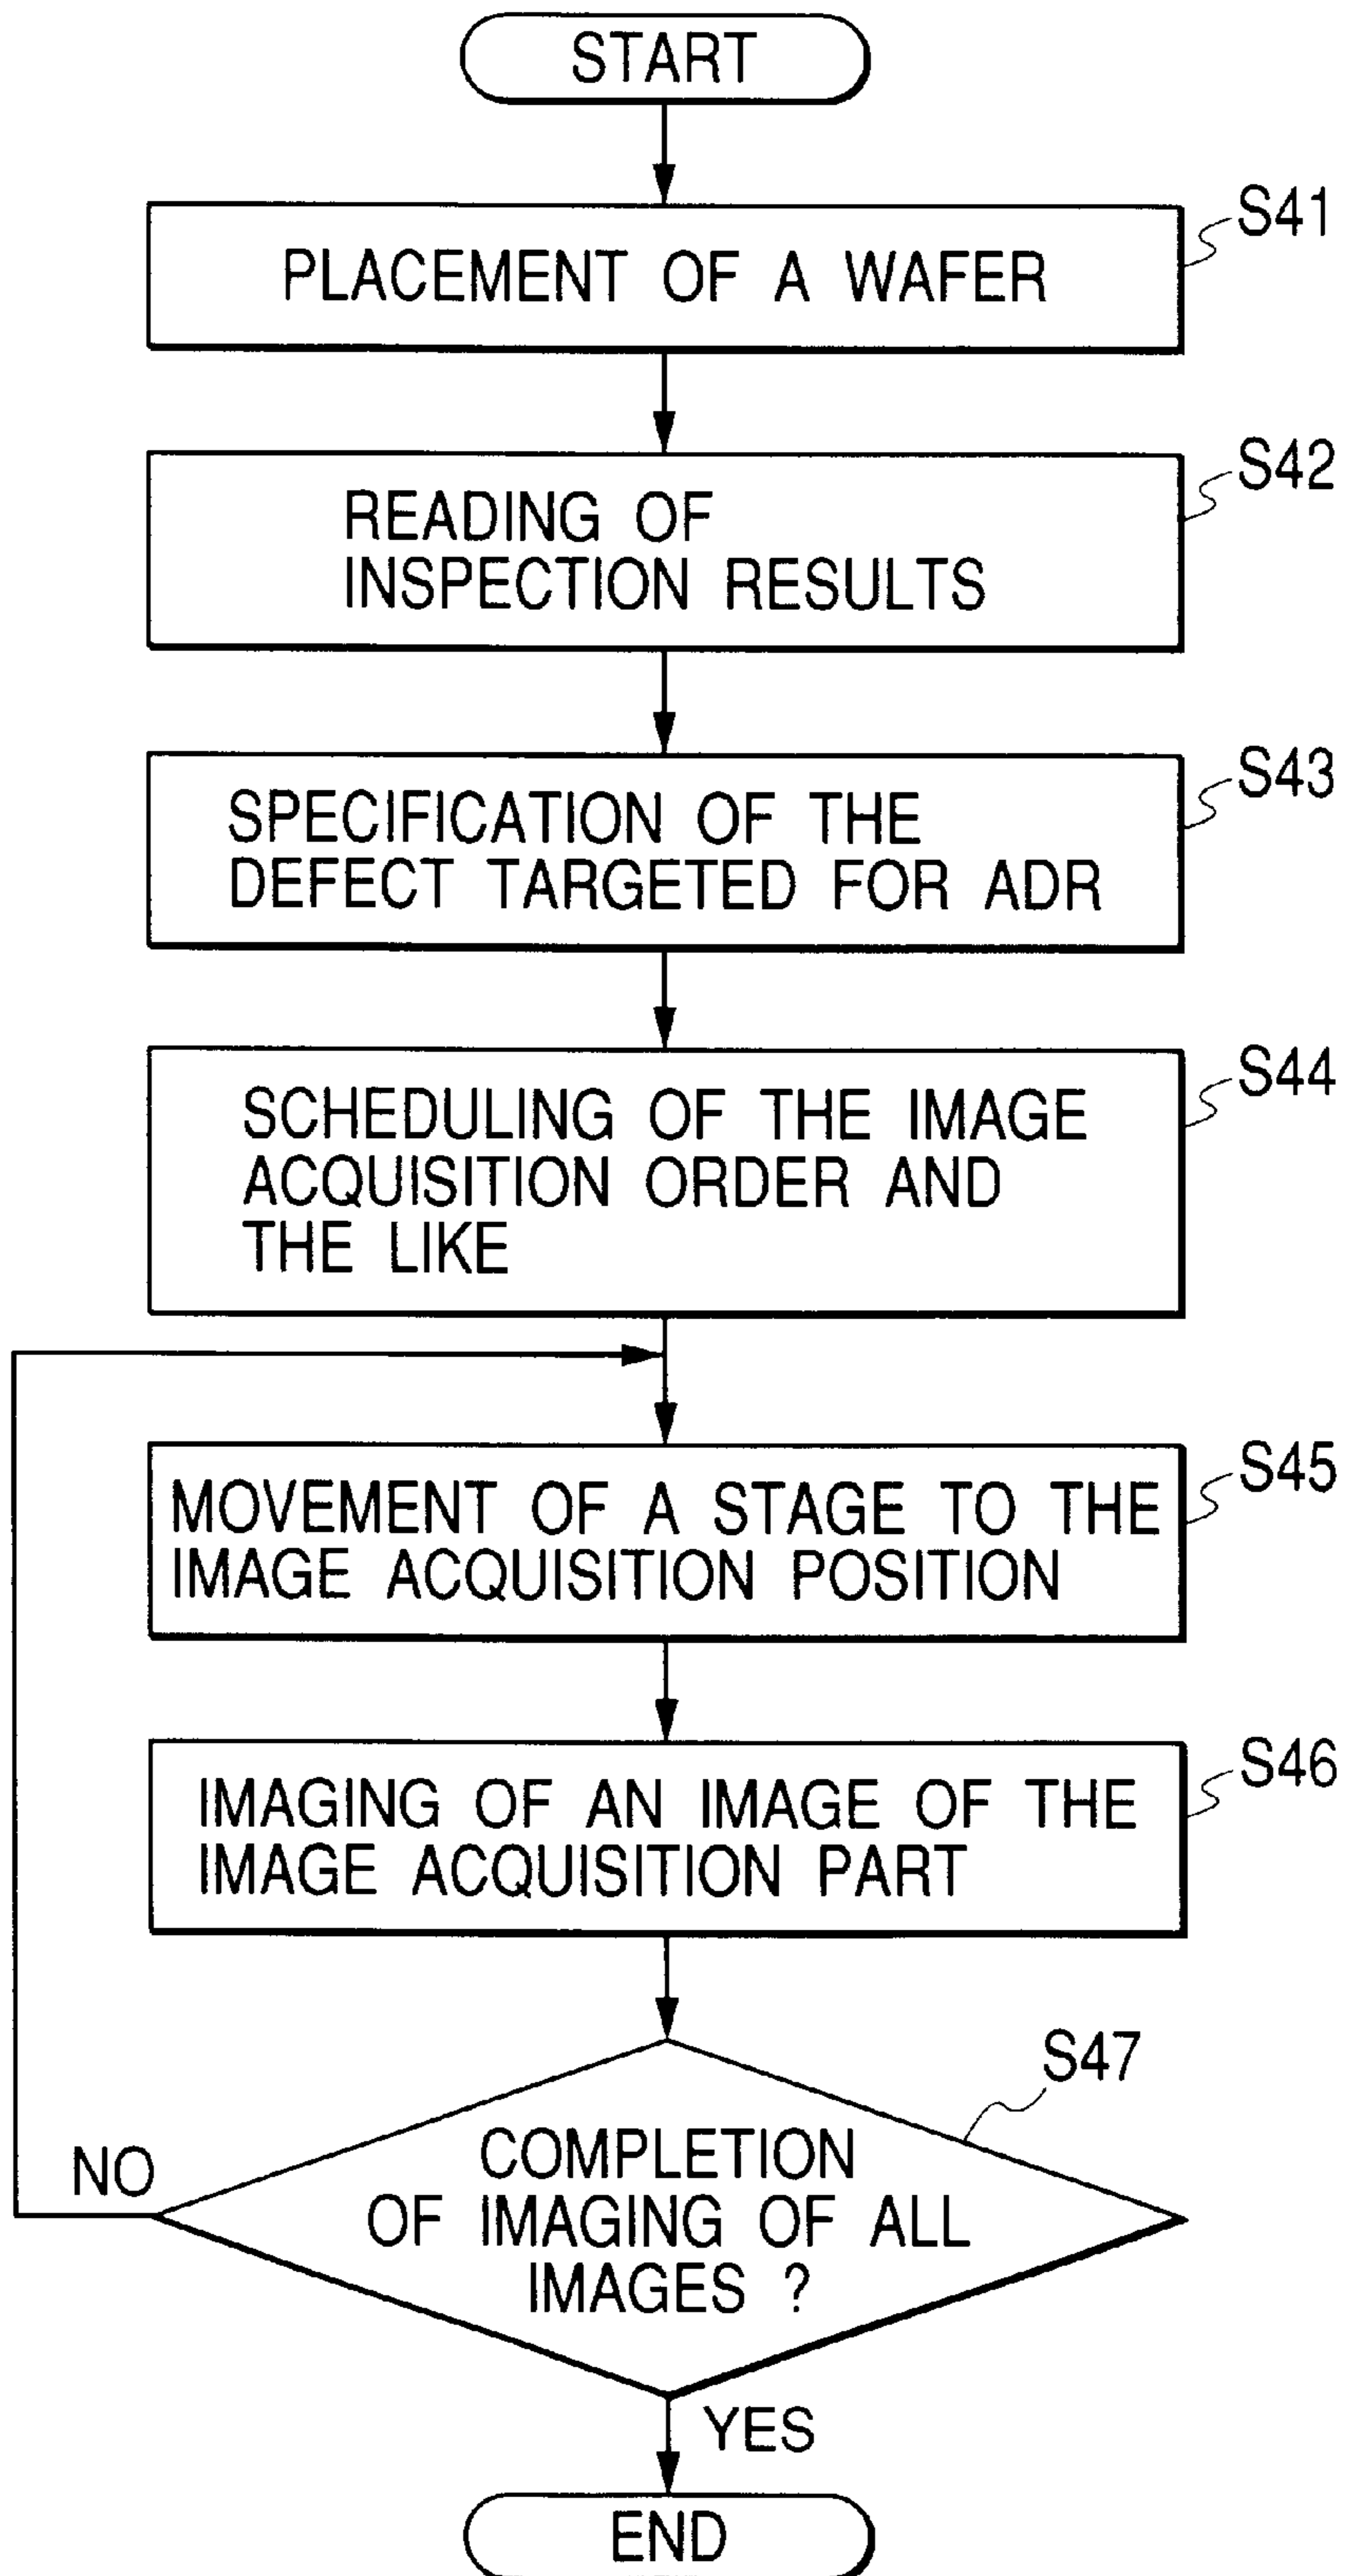 START
S41
PLACEMENT OF A WAFER
S42
READING OF
INSPECTION RESULTS
S43
SPECIFICATION OF THE
DEFECT TARGETED FOR ADR
S44
SCHEDULING OF THE IMAGE
ACQUISITION ORDER AND
THE LIKE
S45
MOVEMENT OF A STAGE TO THE
IMAGE ACQUISITION POSITION
S46
IMAGING OF AN IMAGE OF THE
IMAGE ACQUISITION PART
S47
COMPLETION
OF IMAGING OF ALL
IMAGES ?
NO
YES
END